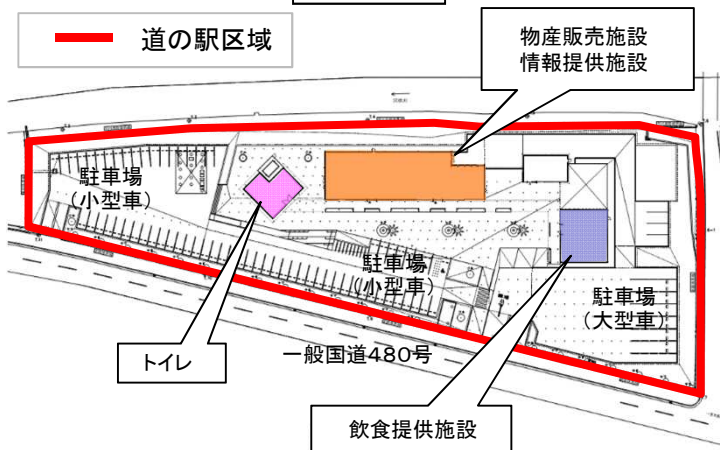 道の駅区域
物産販売施設
情報提供施設
駐車場
(小型車)
駐車場
(小型車)
駐車場
(大型車)
トイレ
一般国道480号
飲食提供施設